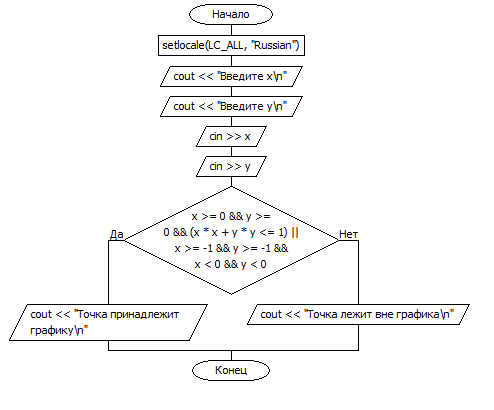 Начало
setlocale(LC_ALL, "Russian")
cout << "Введите x\n"
cout << "Введите y\n"
cin >> x
cin >> y
x >= 0 && y >=
0 && (x * x + y * y <= 1) ||
x >= -1 && y >= -1 &&
x < 0 && y < 0
Да
Нет
cout << "Точка принадлежит
графику\n"
cout << "Точка лежит вне графика\n"
Конец